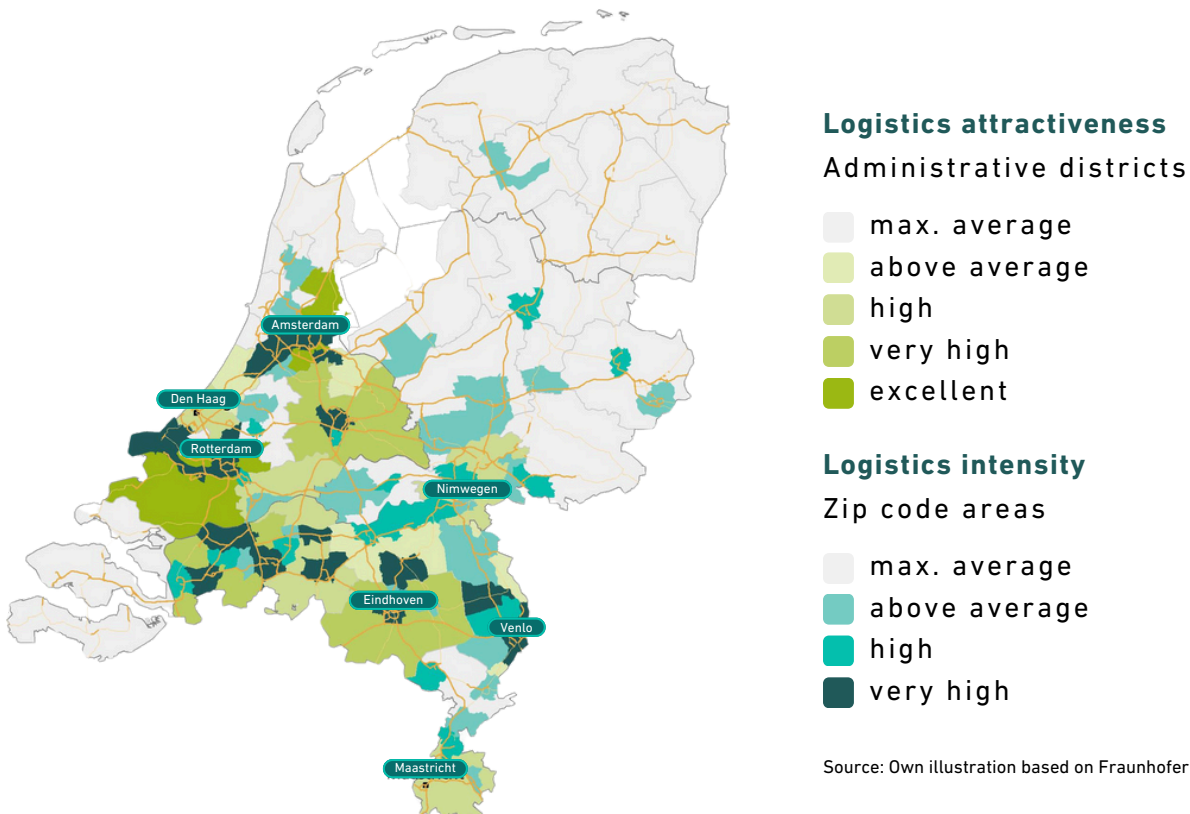 Logistics attractiveness
Administrative districts
max. average
above average
high
very high
excellent
Logistics intensity
Zip code areas
max. average
above average
high
very high
Source: Own illustration based on Fraunhofer
Amsterdam
Den Haag
Rotterdam
Nimwegen
Eindhoven
Venlo
Maastricht